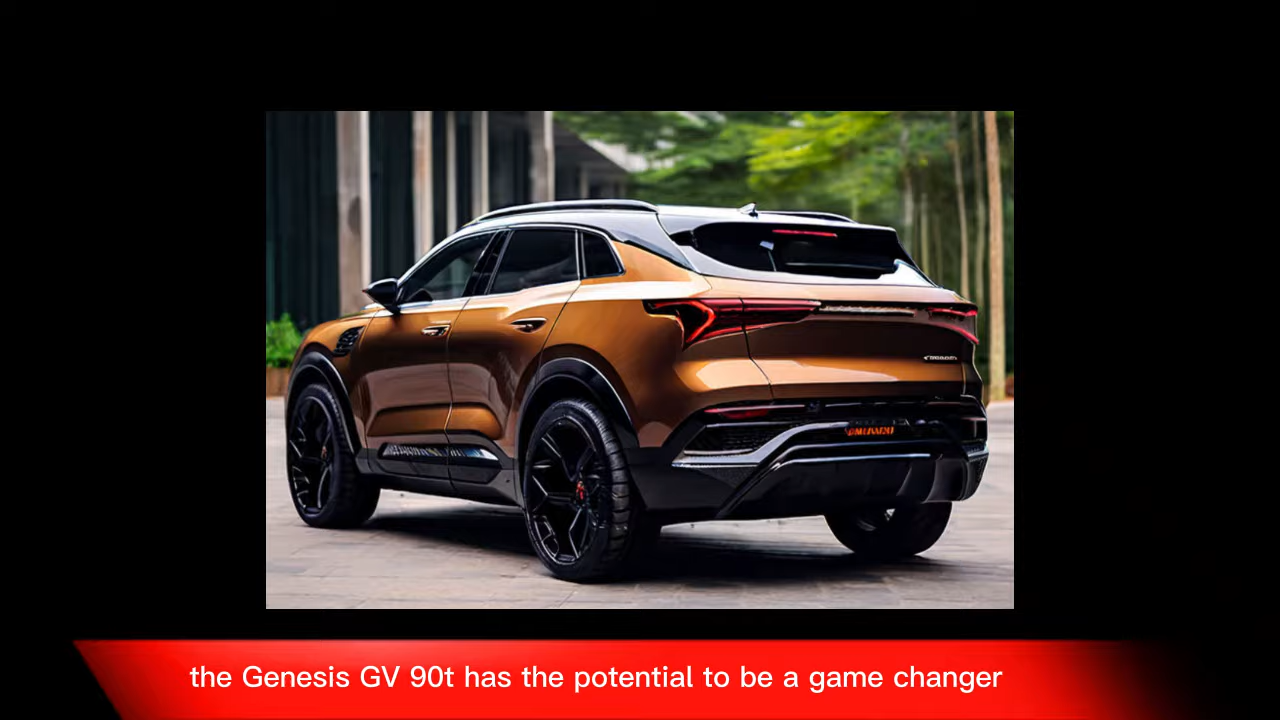 the Genesis GV 90t has the potential to be a game changer